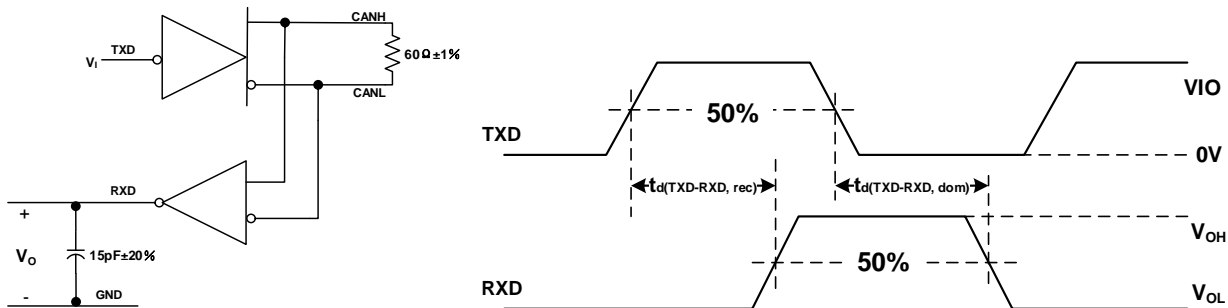 TXD
VI
CANH
60Ω±1%
CANL
RXD
+
VO
15pF±20%
-
GND
VIO
50%
TXD
0V
td(TXD-RXD, rec)
td(TXD-RXD, dom)
VOH
50%
RXD
VOL